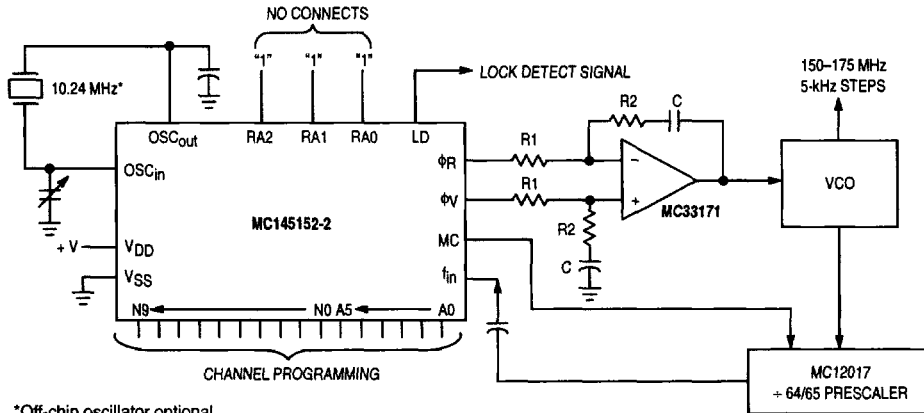 NO CONNECTS
"1" "1" "1"
10.24 MHz*
LOCK DETECT SIGNAL
150–175 MHz
5-kHz STEPS
OSCout RA2 RA1 RA0 LD
OSCin
ΦR
ΦV
MC
fin
R1
R1
R2 C
R2
C
−
+
MC33171
VCO
MC145152-2
+ V
VDD
VSS
N9 N0 A5 A0
CHANNEL PROGRAMMING
MC12017
÷ 64/65 PRESCALER
*Off-chip oscillator optional